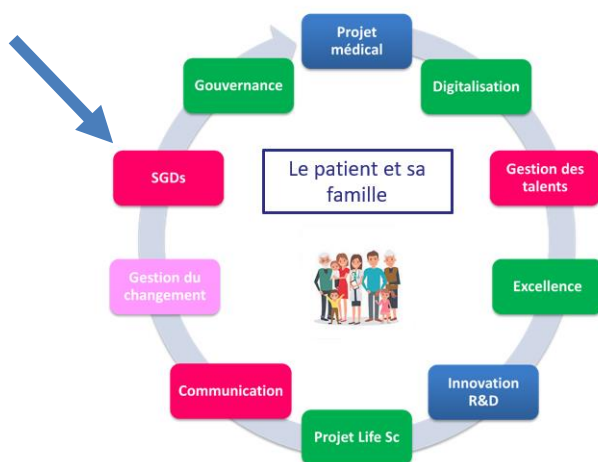 Projet
médical
Gouvernance
Digitalisation
SGDs
Le patient et sa
famille
Gestion des
talents
Gestion du
changement
Excellence
Communication
Innovation
R&D
Projet Life Sc